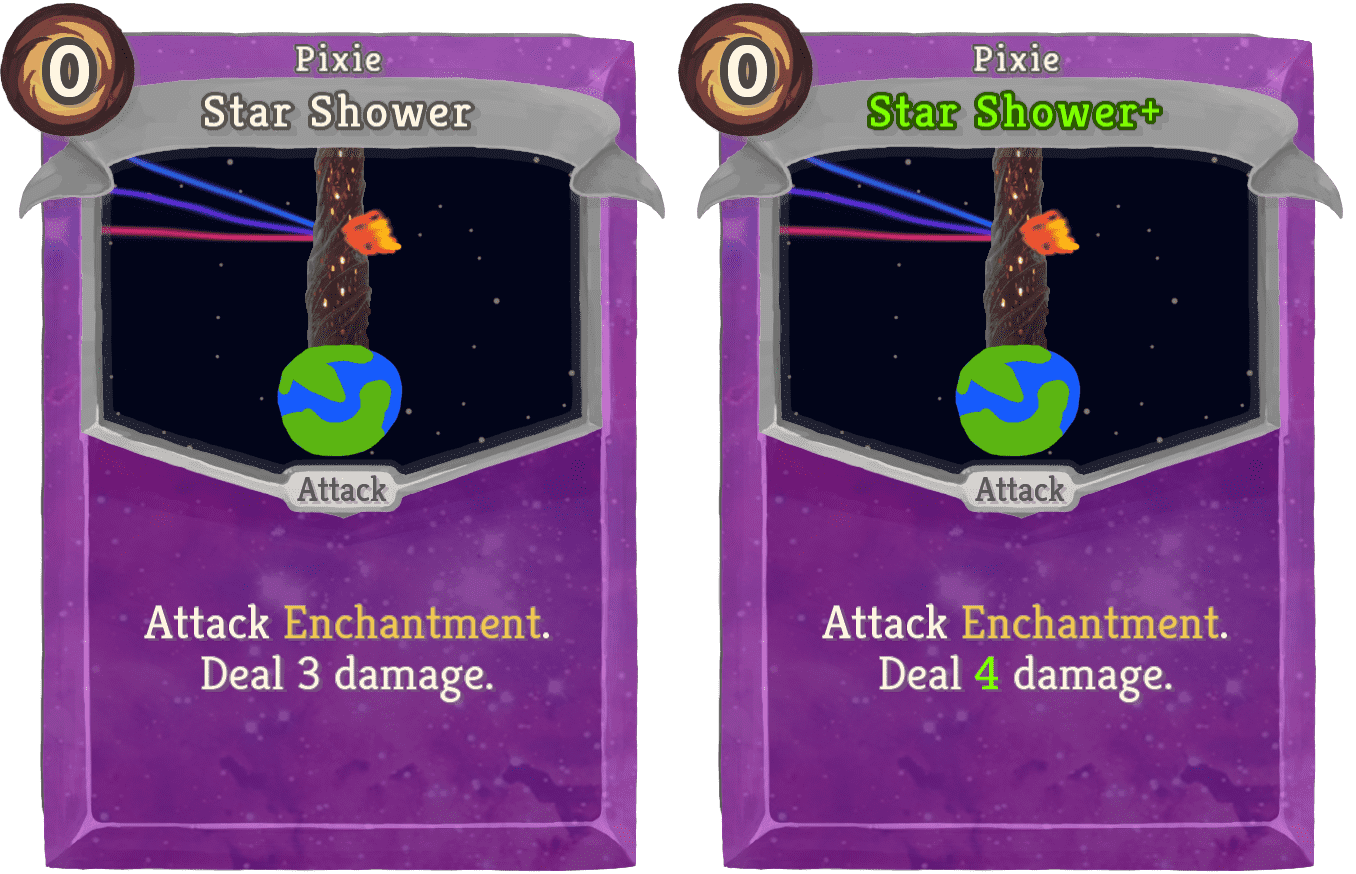 0
Pixie
Star Shower
Attack
Attack Enchantment.
Deal 3 damage.
0
Pixie
Star Shower+
Attack
Attack Enchantment.
Deal 4 damage.